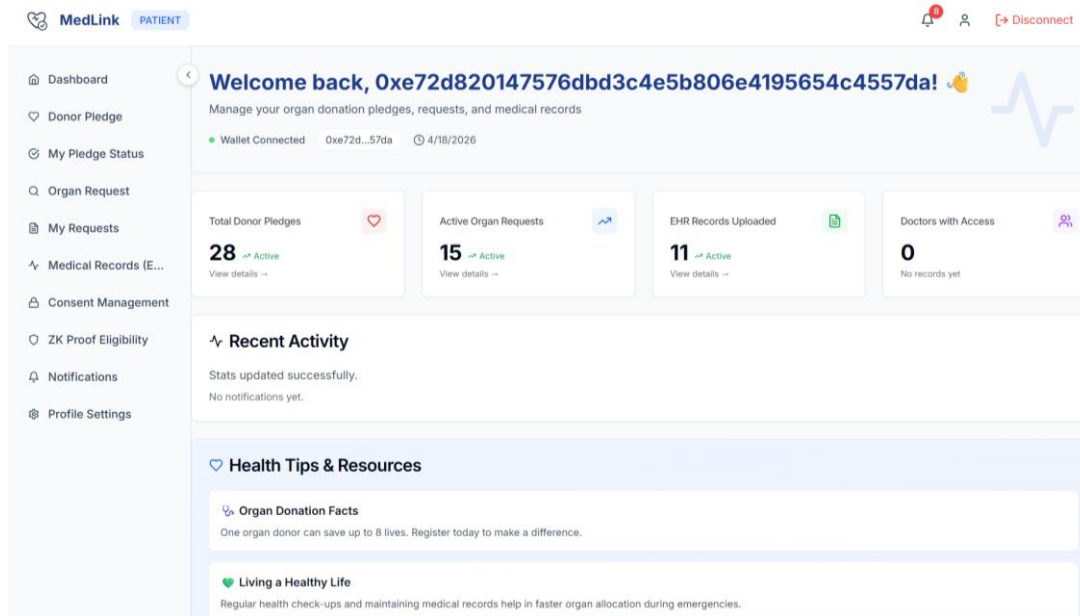 MedLink PATIENT
8
Disconnect
Dashboard
Donor Pledge
My Pledge Status
Organ Request
My Requests
Medical Records (E...
Consent Management
ZK Proof Eligibility
Notifications
Profile Settings
Welcome back, 0xe72d820147576dbd3c4e5b806e4195654c4557da! 👋
Manage your organ donation pledges, requests, and medical records
Wallet Connected 0xe72d...57da 4/18/2026
Total Donor Pledges
28 Active
View details →
Active Organ Requests
15 Active
View details →
EHR Records Uploaded
11 Active
View details →
Doctors with Access
0
No records yet
Recent Activity
Stats updated successfully.
No notifications yet.
Health Tips & Resources
🩺 Organ Donation Facts
One organ donor can save up to 8 lives. Register today to make a difference.
💚 Living a Healthy Life
Regular health check-ups and maintaining medical records help in faster organ allocation during emergencies.